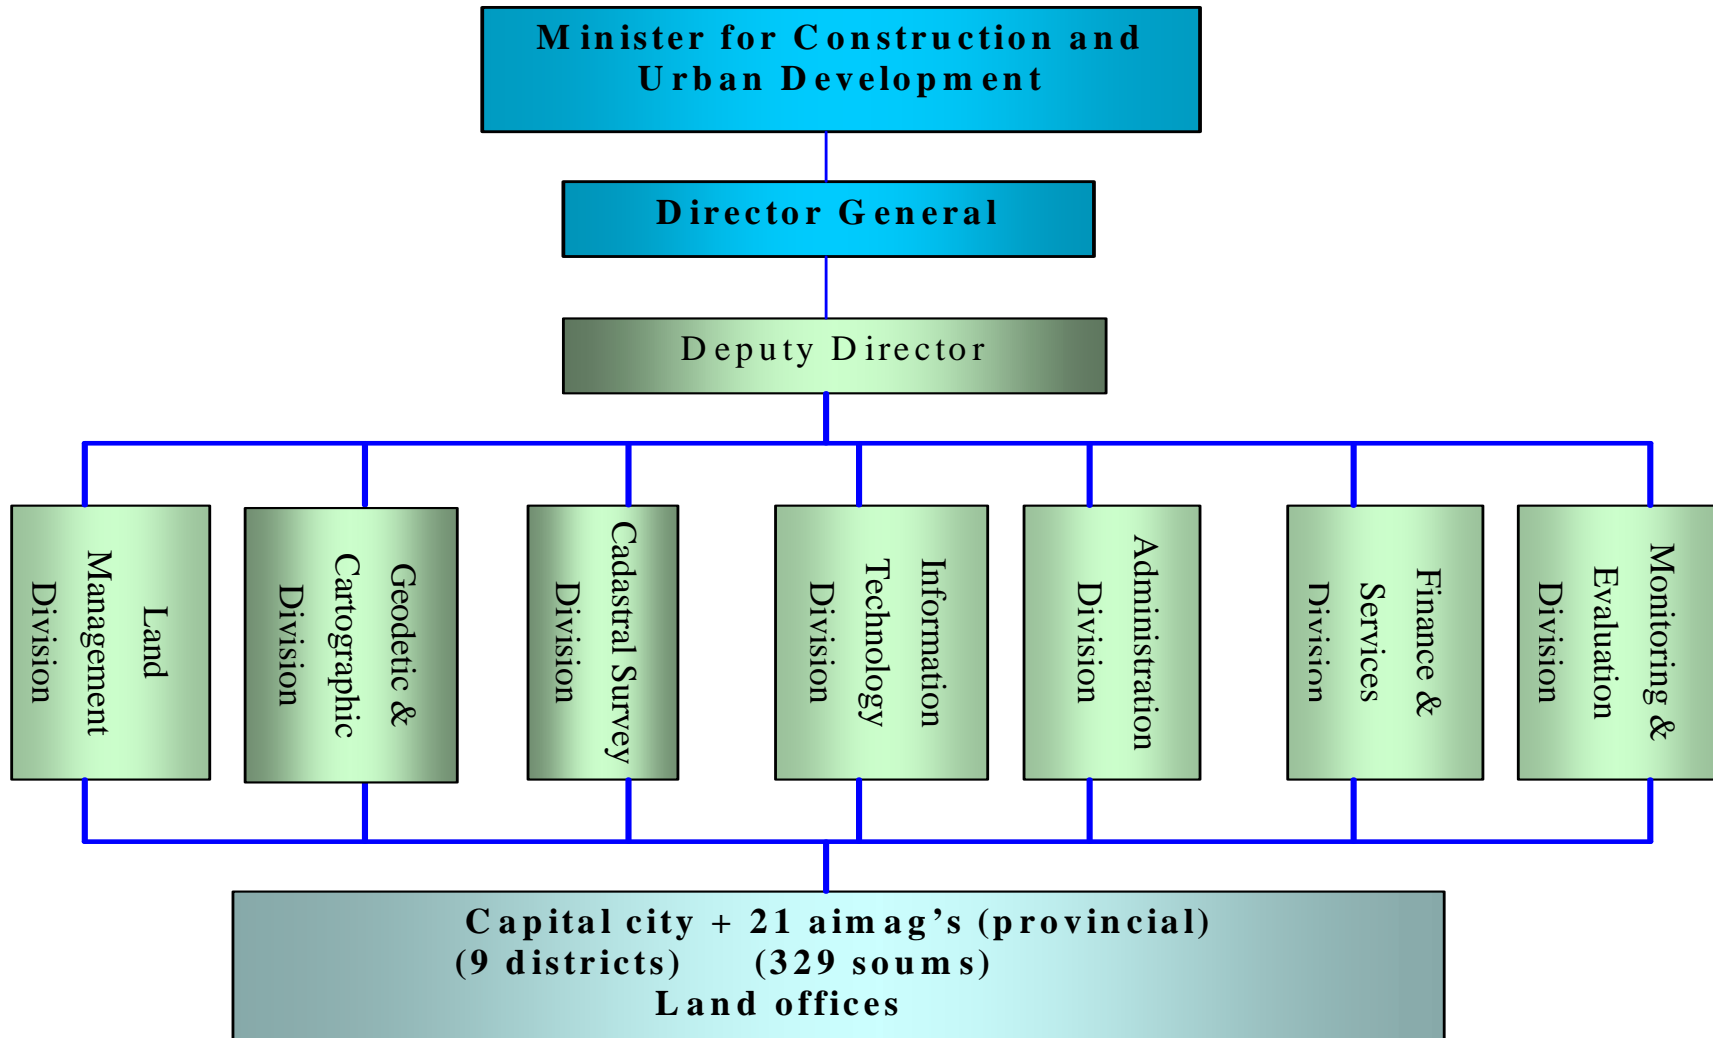 Minister for Construction and
Urban Development
Director General
Deputy Director
Land
Management
Division
Geodetic &
Cartographic
Division
Cadastral Survey
Division
Information
Technology
Division
Administration
Division
Finance &
Services
Division
Monitoring &
Evaluation
Division
Capital city + 21 aimag’s (provincial)
(9 districts) (329 soums)
Land offices